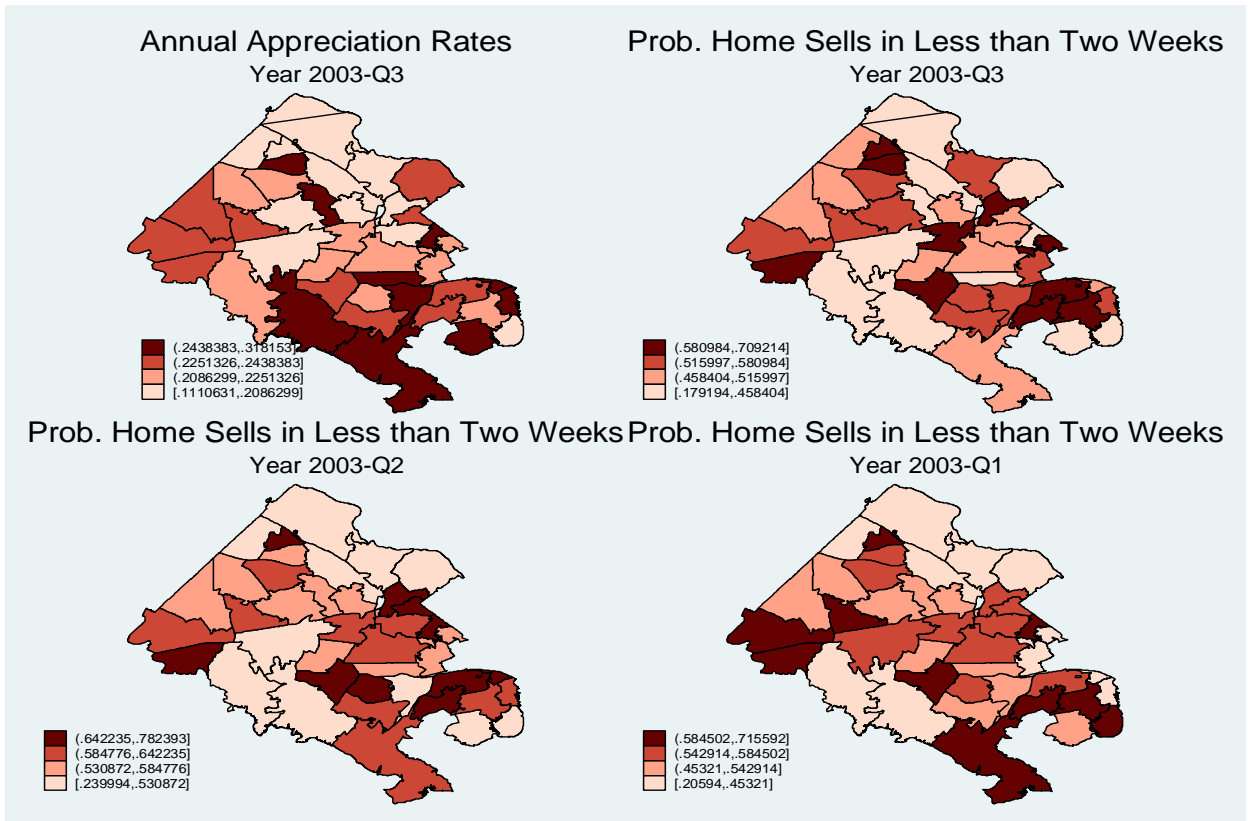 Annual Appreciation Rates
Year 2003-Q3
(.2438383,.318153]
(.2251326,.2438383]
(.2086299,.2251326]
[.1110631,.2086299]
Prob. Home Sells in Less than Two Weeks
Year 2003-Q3
(.580984,.709214]
(.515997,.580984]
(.458404,.515997]
[.179194,.458404]
Prob. Home Sells in Less than Two Weeks
Year 2003-Q2
(.642235,.782393]
(.584776,.642235]
(.530872,.584776]
[.239994,.530872]
Prob. Home Sells in Less than Two Weeks
Year 2003-Q1
(.584502,.715592]
(.542914,.584502]
(.45321,.542914]
[.20594,.45321]